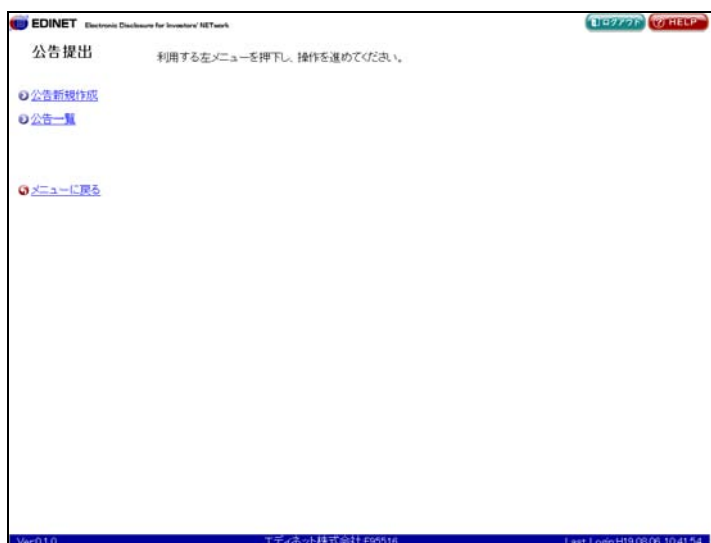 EDINET Electronic Disclosure for Investors' NETwork
ログアウト
HELP
公告提出
利用する左メニューを押下し、操作を進めてください。
公告新規作成
公告一覧
メニューに戻る
Ver.0.1.0 エディネット株式会社:E95516 Last Login:H19.08.06 10:41:54